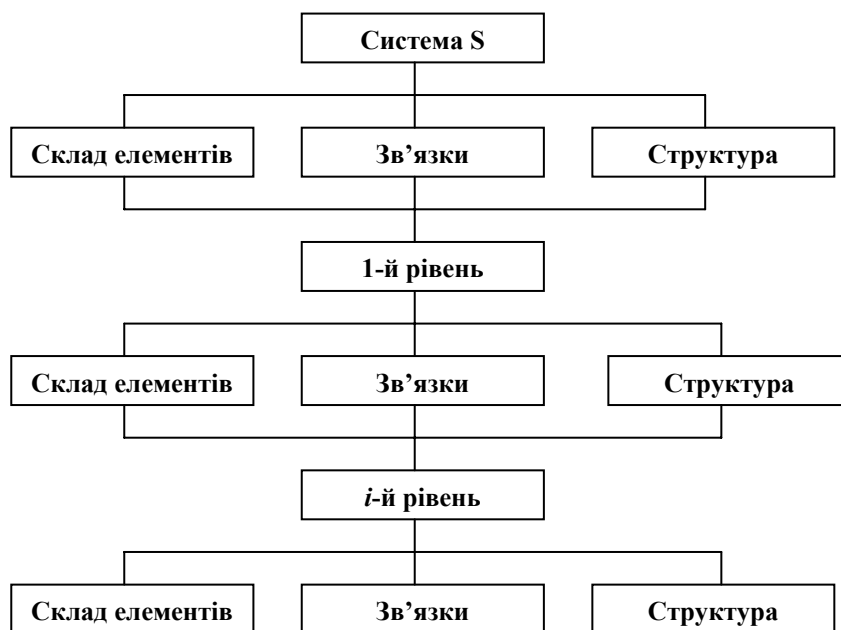 Система S
Склад елементів
Зв’язки
Структура
1-й рівень
Склад елементів
Зв’язки
Структура
i-й рівень
Склад елементів
Зв’язки
Структура